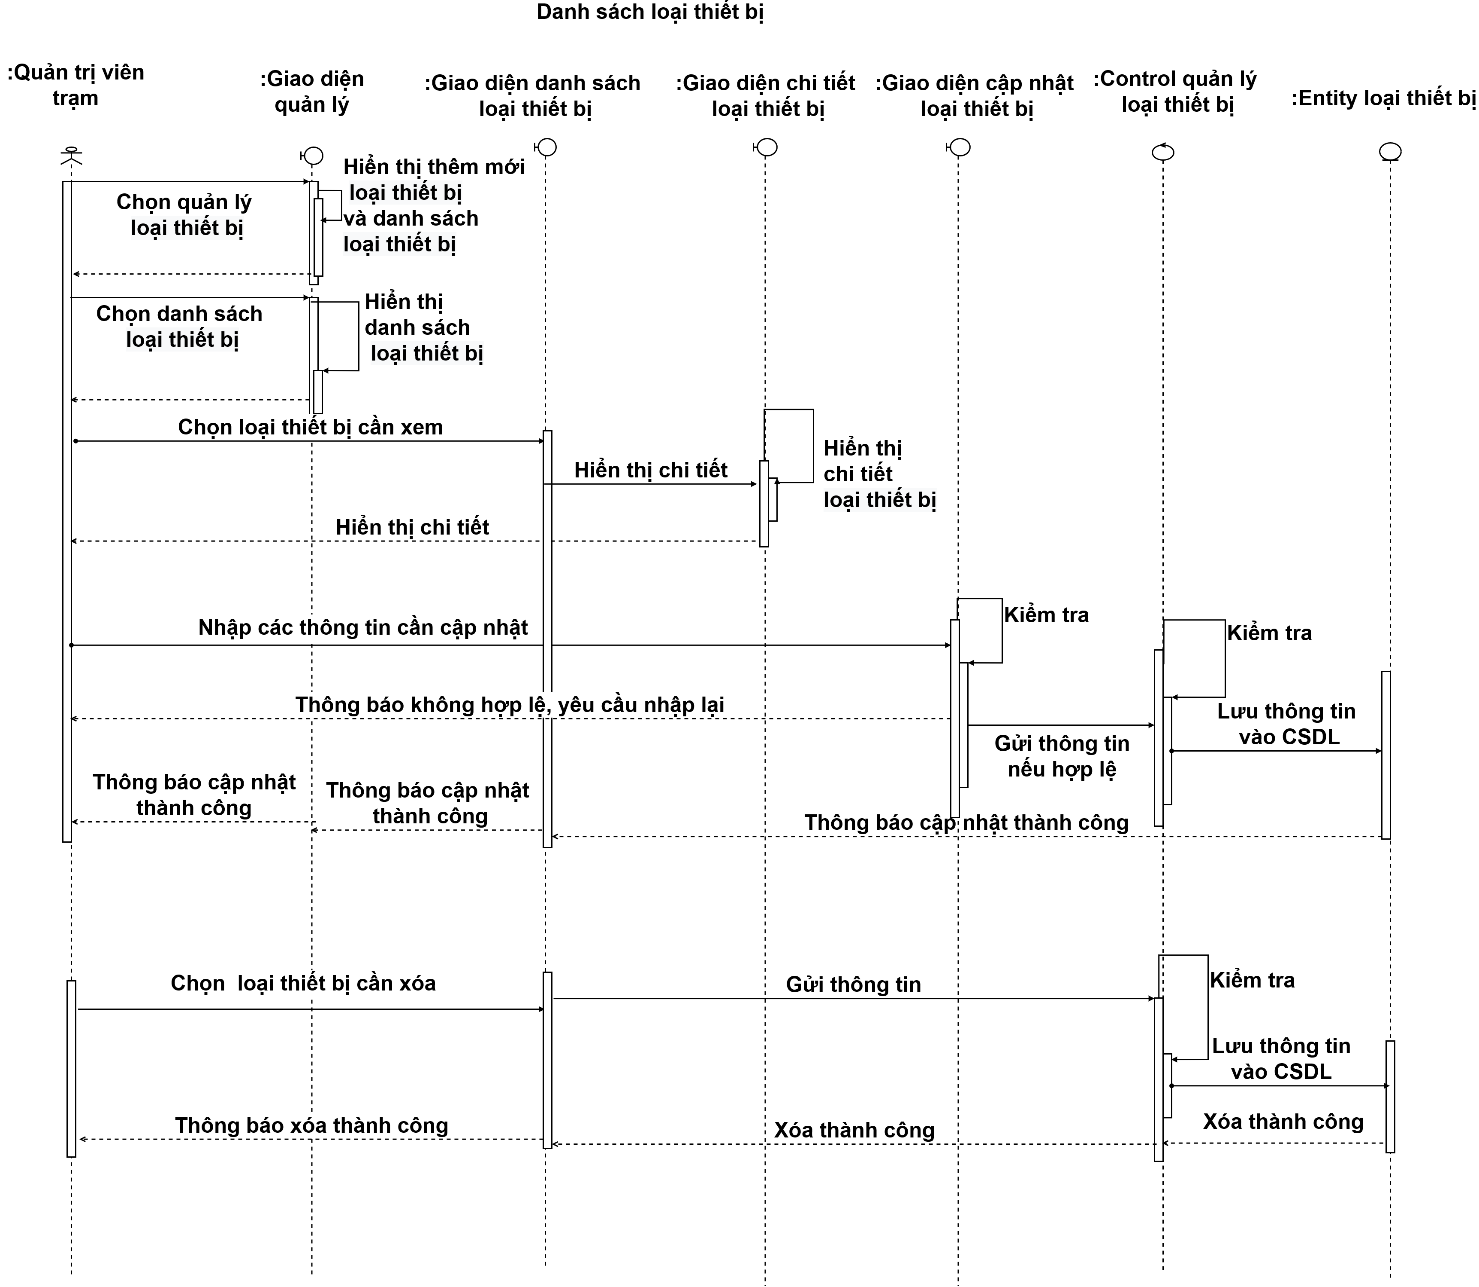 Danh sách loại thiết bị
:Quản trị viên
trạm
:Giao diện
quản lý
:Giao diện danh sách
loại thiết bị
:Giao diện chi tiết
loại thiết bị
:Giao diện cập nhật
loại thiết bị
:Control quản lý
loại thiết bị
:Entity loại thiết bị
Chọn quản lý
loại thiết bị
Hiển thị thêm mới
loại thiết bị
và danh sách
loại thiết bị
Chọn danh sách
loại thiết bị
Hiển thị
danh sách
loại thiết bị
Chọn loại thiết bị cần xem
Hiển thị chi tiết
Hiển thị
chi tiết
loại thiết bị
Hiển thị chi tiết
Nhập các thông tin cần cập nhật
Kiểm tra
Kiểm tra
Thông báo không hợp lệ, yêu cầu nhập lại
Gửi thông tin
nếu hợp lệ
Lưu thông tin
vào CSDL
Thông báo cập nhật
thành công
Thông báo cập nhật
thành công
Thông báo cập nhật thành công
Chọn  loại thiết bị cần xóa
Gửi thông tin
Kiểm tra
Lưu thông tin
vào CSDL
Thông báo xóa thành công
Xóa thành công
Xóa thành công